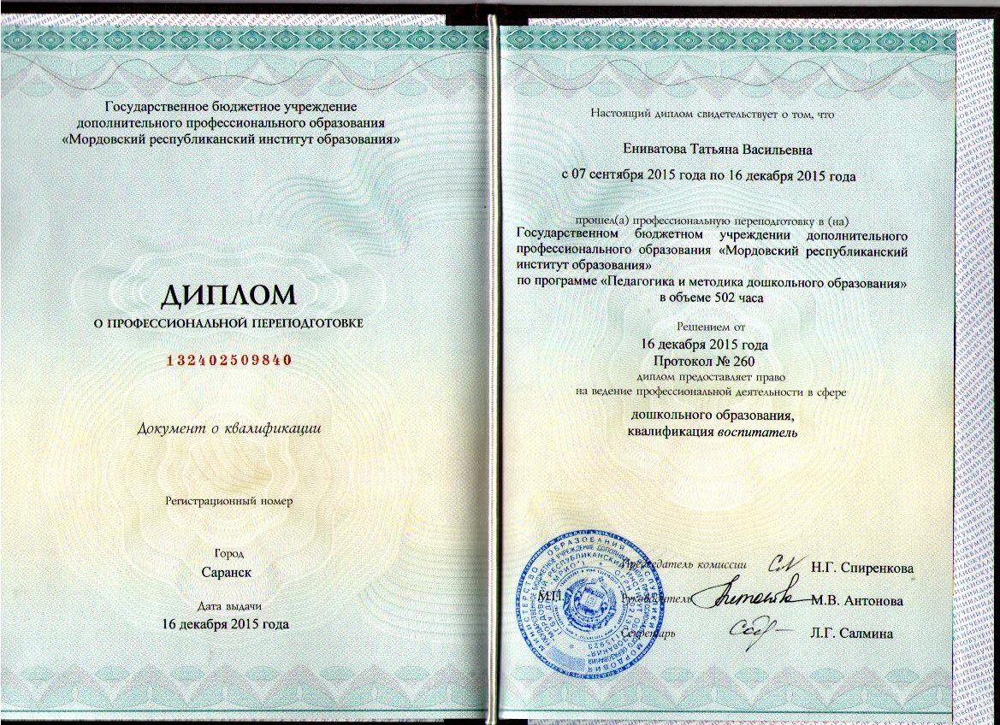 Государственное бюджетное учреждение
дополнительного профессионального образования
«Мордовский республиканский институт образования»
ДИПЛОМ
О ПРОФЕССИОНАЛЬНОЙ ПЕРЕПОДГОТОВКЕ
132402509840
Документ о квалификации
Регистрационный номер
Город
Саранск
Дата выдачи
16 декабря 2015 года
Настоящий диплом свидетельствует о том, что
Ениватова Татьяна Васильевна
с 07 сентября 2015 года по 16 декабря 2015 года
прошел(а) профессиональную переподготовку в (на)
Государственном бюджетном учреждении дополнительного
профессионального образования «Мордовский республиканский
институт образования»
по программе «Педагогика и методика дошкольного образования»
в объеме 502 часа
Решением от
16 декабря 2015 года
Протокол № 260
диплом предоставляет право
на ведение профессиональной деятельности в сфере
дошкольного образования,
квалификация воспитатель
Председатель комиссии Н.Г. Спиренкова
М.П. Руководитель М.В. Антонова
Секретарь Л.Г. Салмина